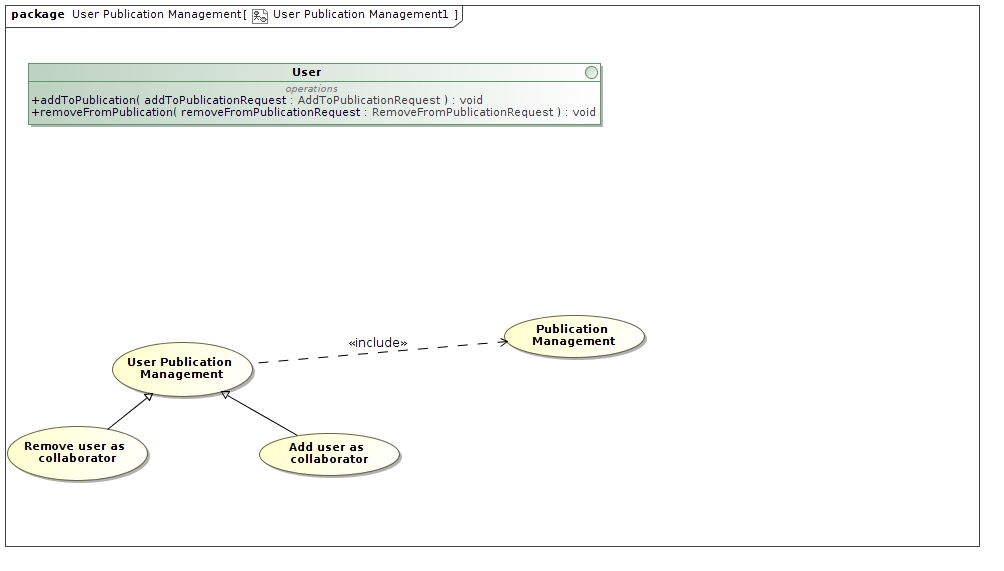 package User Publication Management[ User Publication Management1 ]
User
operations
+addToPublication( addToPublicationRequest : AddToPublicationRequest ) : void
+removeFromPublication( removeFromPublicationRequest : RemoveFromPublicationRequest ) : void
Publication
Management
«include»
User Publication
Management
Remove user as
collaborator
Add user as
collaborator